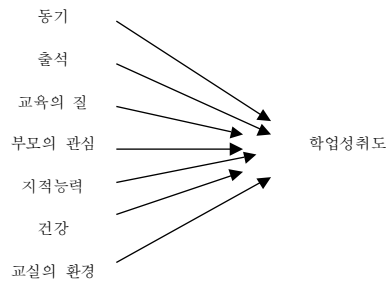 동기
출석
교육의 질
부모의 관심
학업성취도
지적능력
건강
교실의 환경